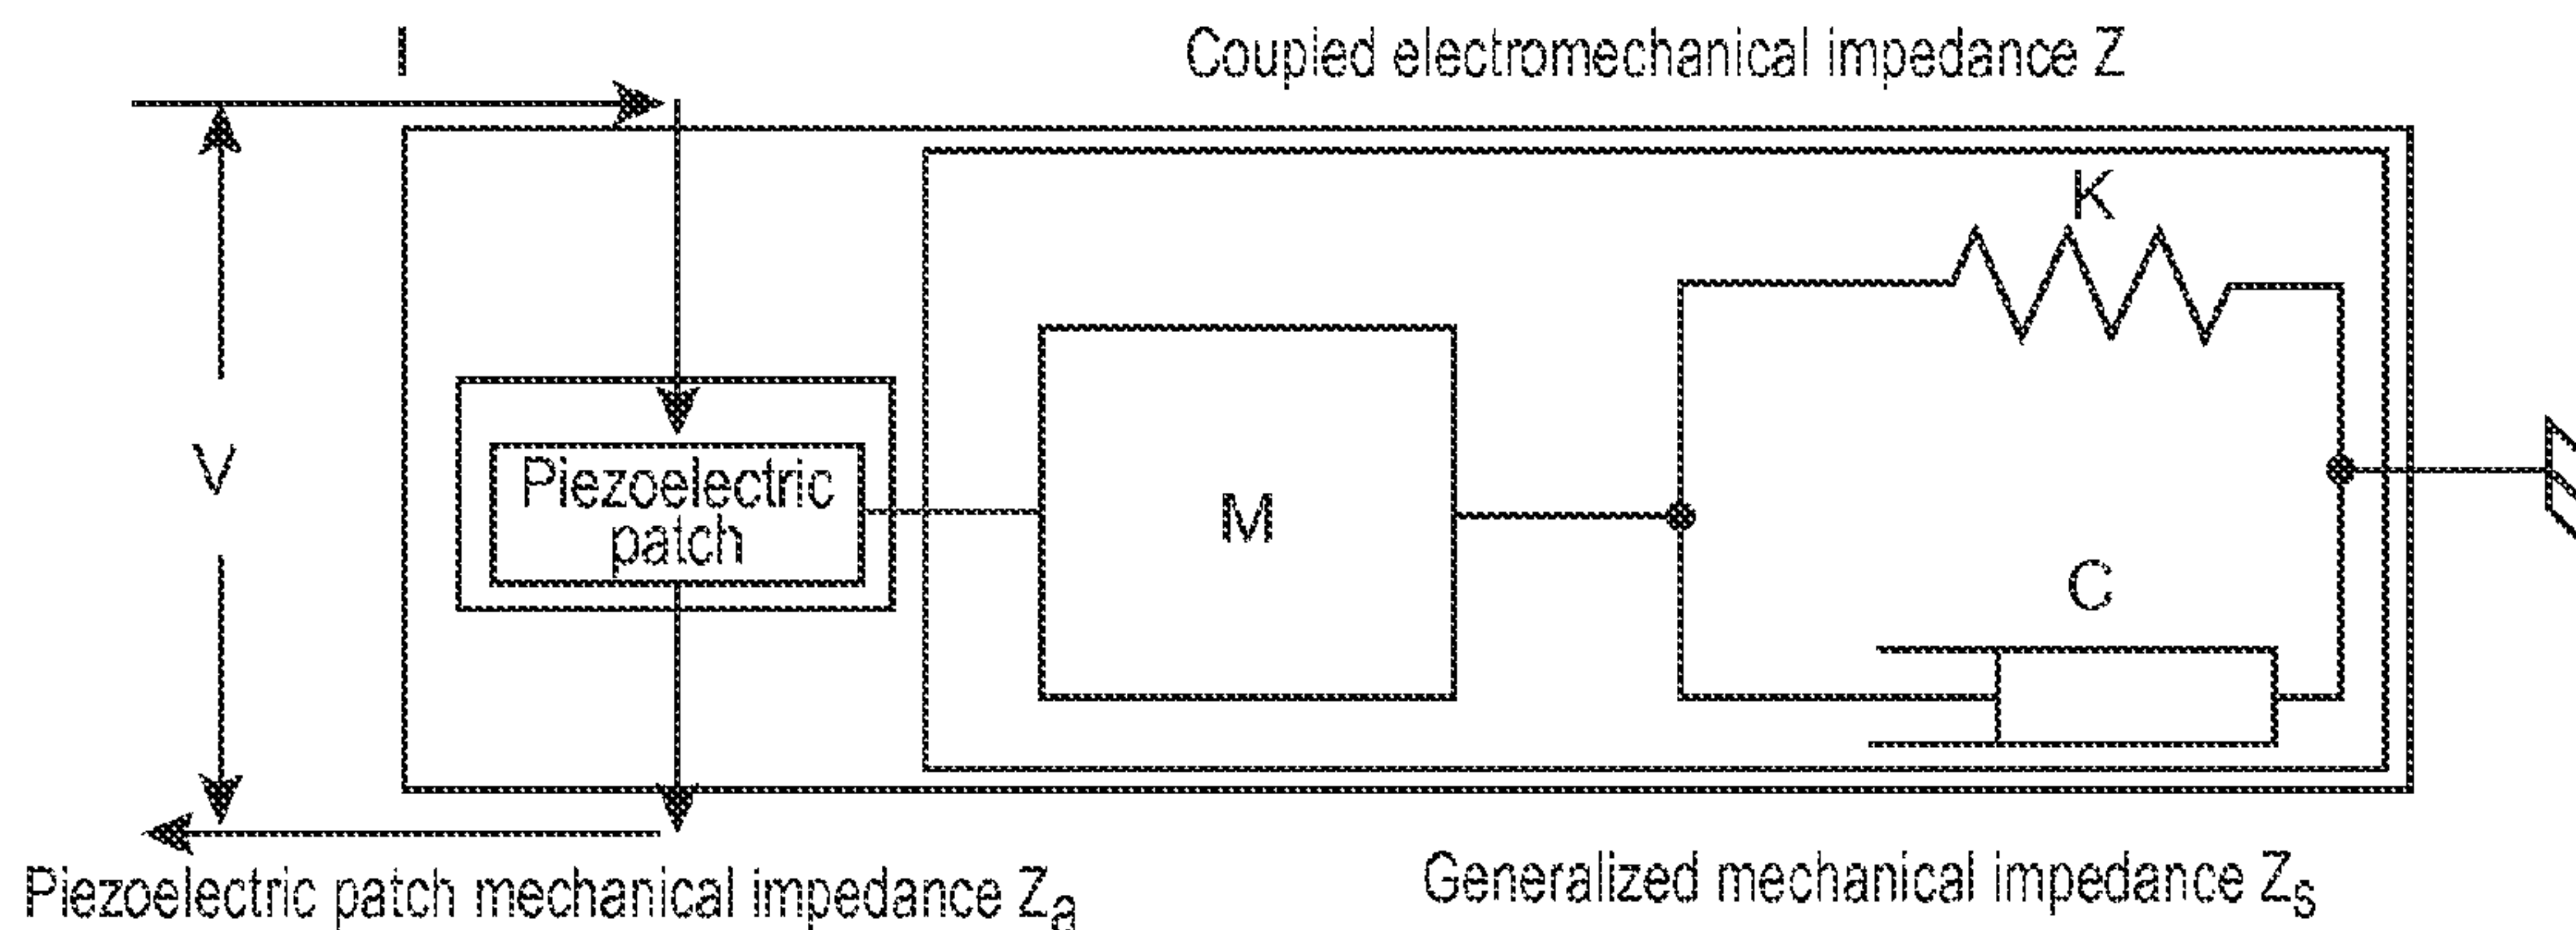 I
Coupied electromechanical impedance Z
K
V
Piezoelectric
patch
M
C
Piezoelectric patch mechanical impedance Za
Generalized mechanical impedance Zs